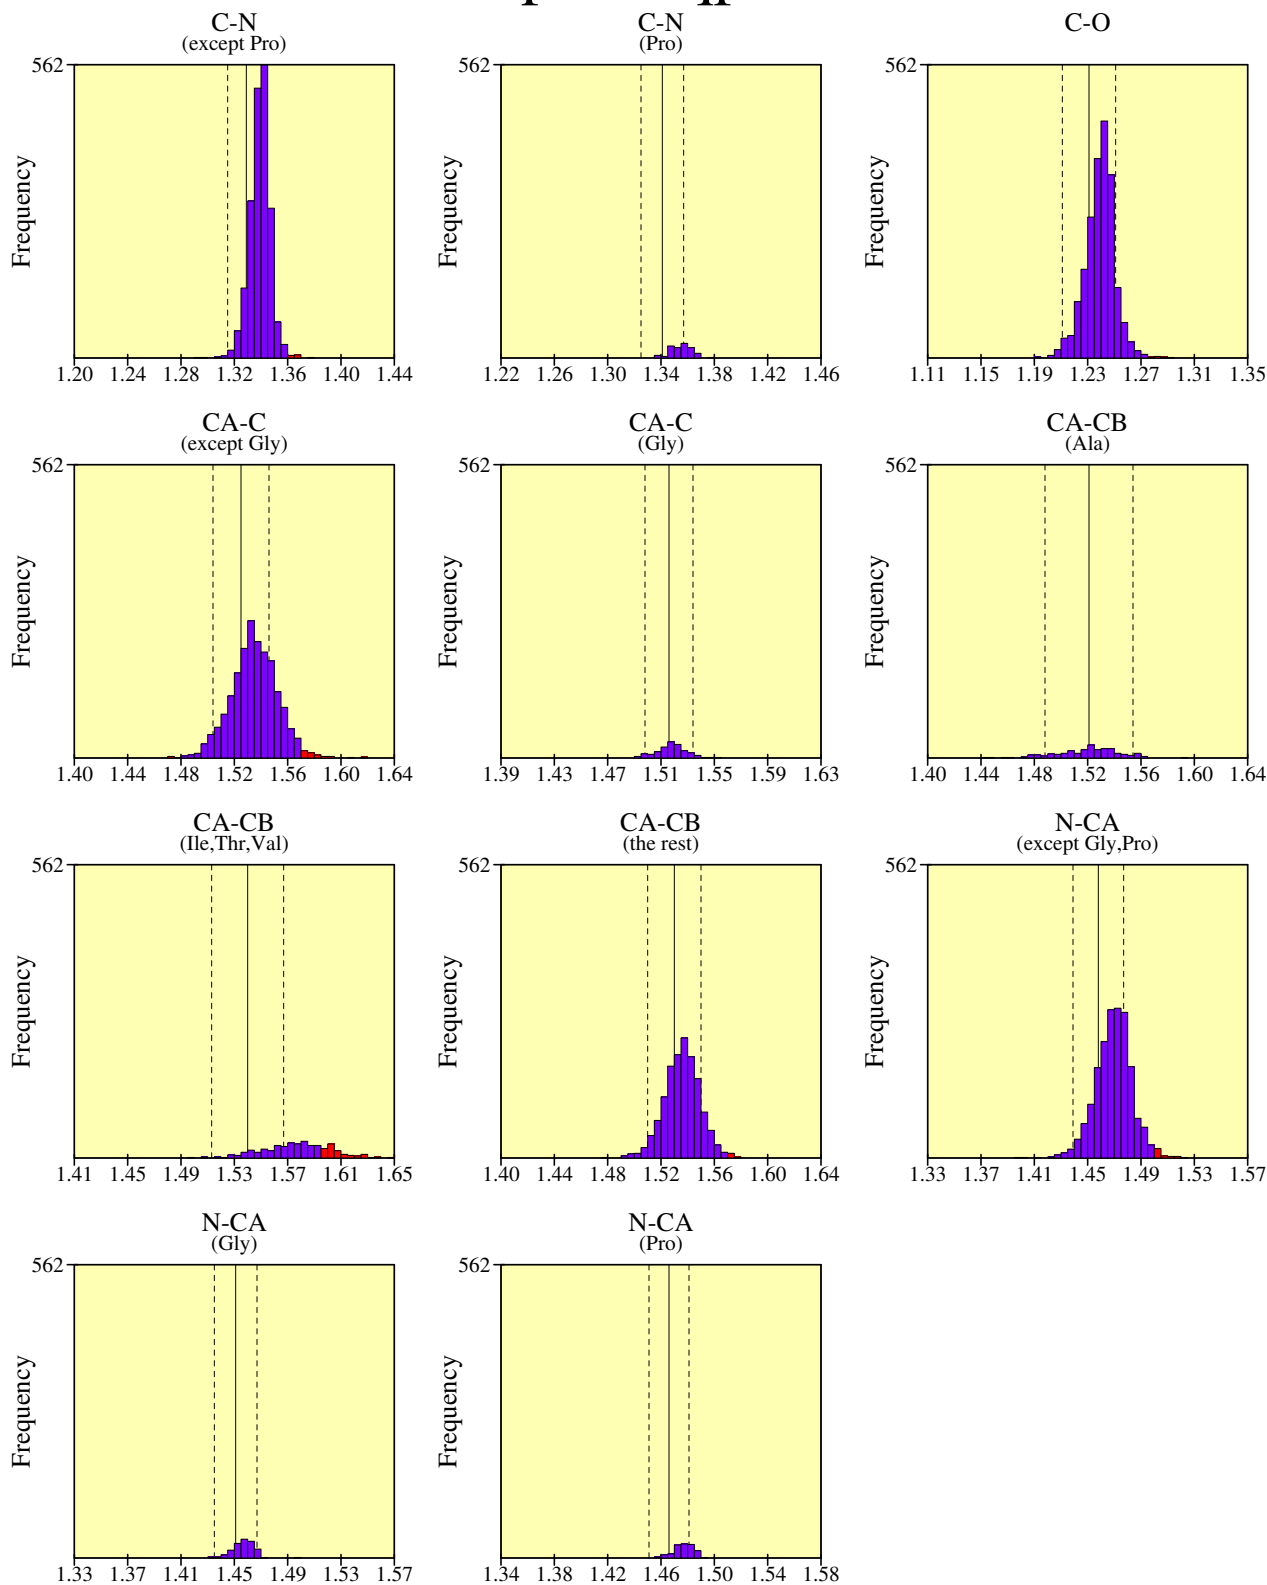 C-N
(except Pro)
562
Frequency
1.20 1.24 1.28 1.32 1.36 1.40 1.44
C-N
(Pro)
562
Frequency
1.22 1.26 1.30 1.34 1.38 1.42 1.46
C-O
562
Frequency
1.11 1.15 1.19 1.23 1.27 1.31 1.35
CA-C
(except Gly)
562
Frequency
1.40 1.44 1.48 1.52 1.56 1.60 1.64
CA-C
(Gly)
562
Frequency
1.39 1.43 1.47 1.51 1.55 1.59 1.63
CA-CB
(Ala)
562
Frequency
1.40 1.44 1.48 1.52 1.56 1.60 1.64
CA-CB
(Ile,Thr,Val)
562
Frequency
1.41 1.45 1.49 1.53 1.57 1.61 1.65
CA-CB
(the rest)
562
Frequency
1.40 1.44 1.48 1.52 1.56 1.60 1.64
N-CA
(except Gly,Pro)
562
Frequency
1.33 1.37 1.41 1.45 1.49 1.53 1.57
N-CA
(Gly)
562
Frequency
1.33 1.37 1.41 1.45 1.49 1.53 1.57
N-CA
(Pro)
562
Frequency
1.34 1.38 1.42 1.46 1.50 1.54 1.58